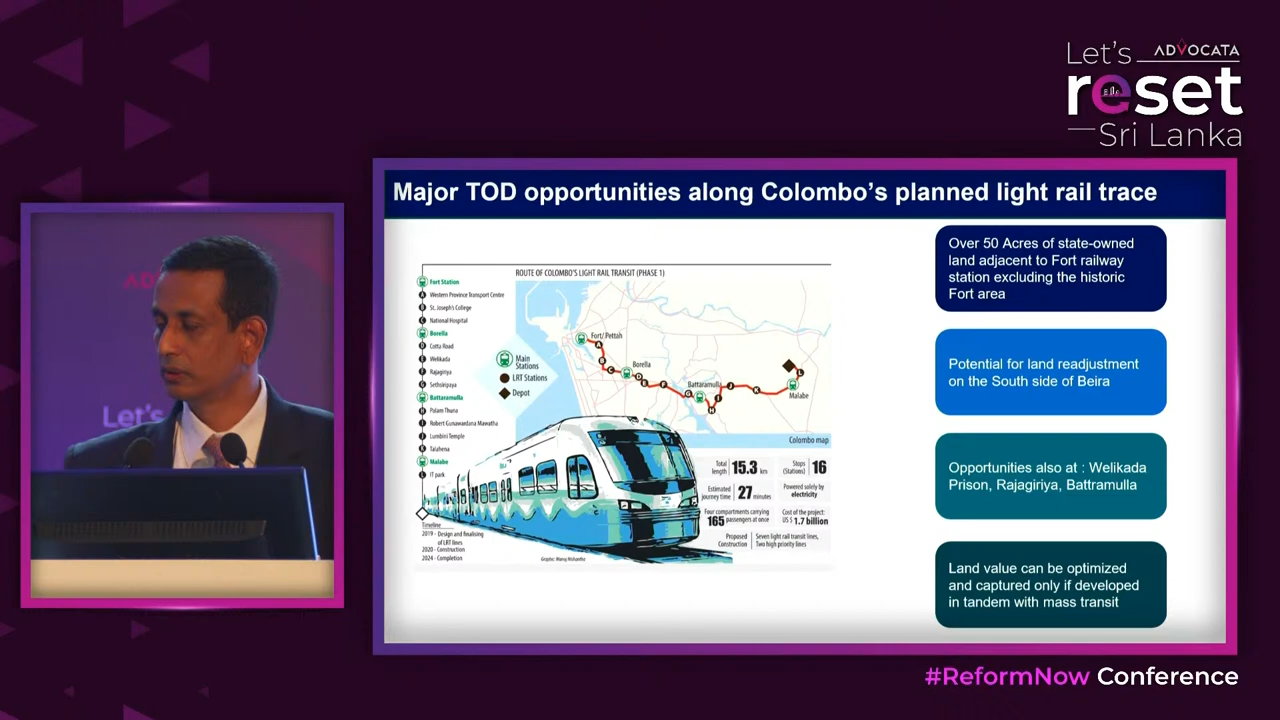 Let's
ADVOCATA
reset
Sri Lanka
AD
Let's
Major TOD opportunities along Colombo's planned light rail trace
ROUTE OF COLOMBO'S LIGHT RAIL TRANSIT (PHASE 1)
Fort Station
A Western Province Transport Centre
B St. Joseph's College
C National Hospital
Borella
D Cotta Road
E Welikada
F Rajagiriya
G Sethsiripaya
Battaramulla
H Palam Thuna
I Robert Gunawardana Mawatha
J Lumbini Temple
K Talahena
Malabe
L IT park
Timeline
2019 - Design and finalising
of LRT lines
2020 - Construction
2024 - Completion
Main
Stations
LRT Stations
Depot
Fort/ Pettah
A
B
C
Borella
D
E
F
G
Battaramulla
H
I
J
K
L
Malabe
Colombo map
Total
length 15.3 km
Stops
(Stations) 16
Estimated
journey time 27 minutes
Powered solely by
electricity
Four compartments carrying
165 passengers at once
Cost of the project:
US $ 1.7 billion
Proposed
Construction
Seven light rail transit lines,
Two high priority lines
Over 50 Acres of state-owned
land adjacent to Fort railway
station excluding the historic
Fort area
Potential for land readjustment
on the South side of Beira
Opportunities also at : Welikada
Prison, Rajagiriya, Battramulla
Land value can be optimized
and captured only if developed
in tandem with mass transit
#ReformNow Conference